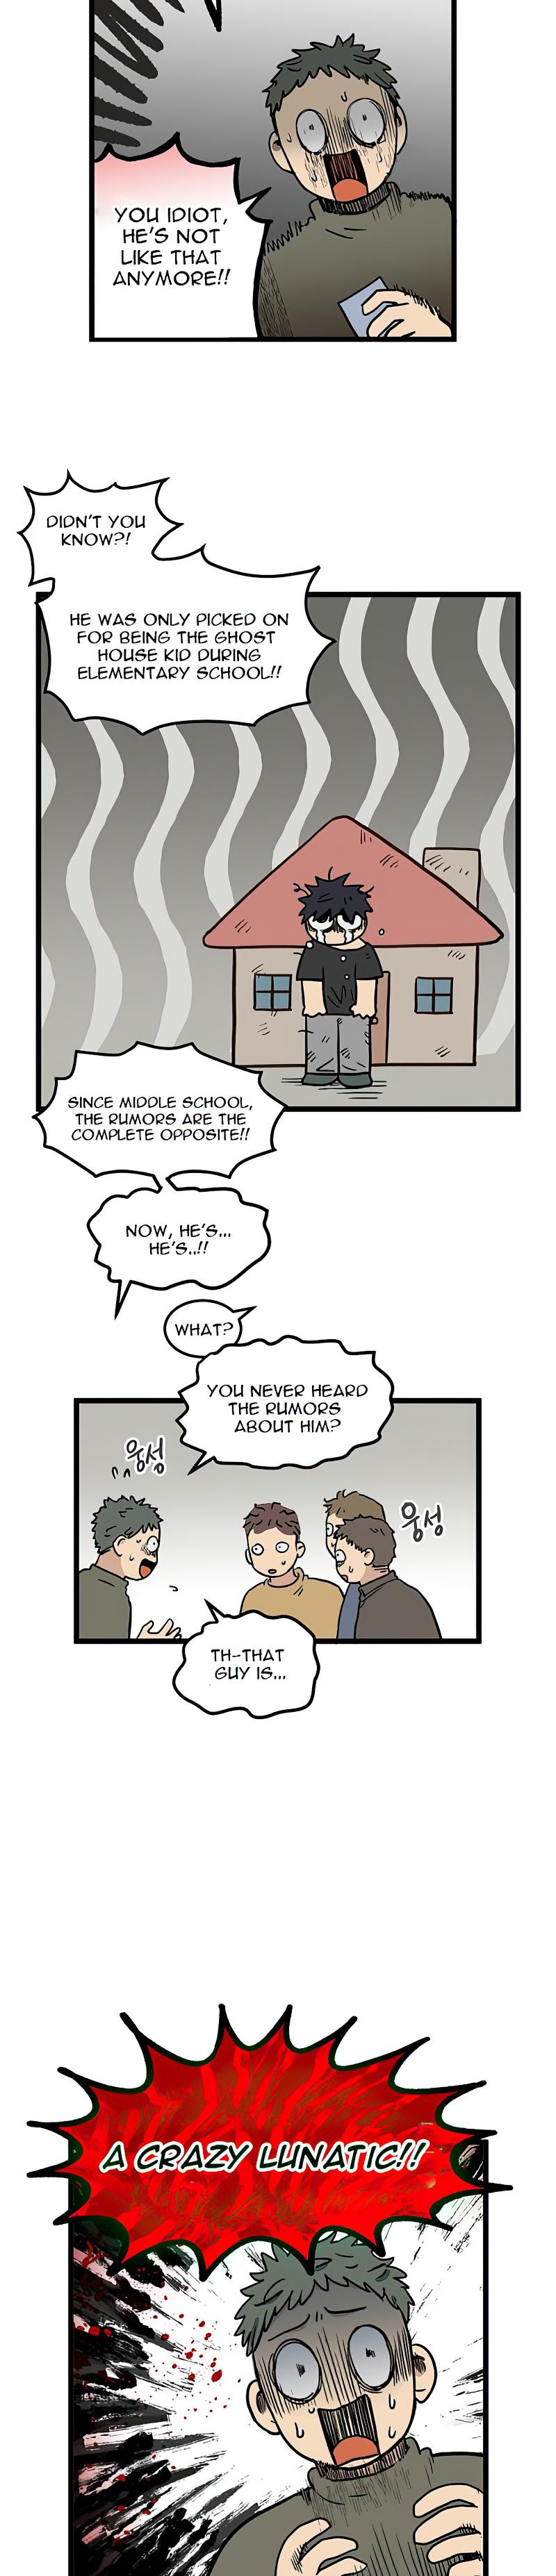 YOU IDIOT,
HE'S NOT
LIKE THAT
ANYMORE!!
DIDN'T YOU
KNOW?!
HE WAS ONLY PICKED ON
FOR BEING THE GHOST
HOUSE KID DURING
ELEMENTARY SCHOOL!!
SINCE MIDDLE SCHOOL,
THE RUMORS ARE THE
COMPLETE OPPOSITE!!
NOW, HE'S...
HE'S..!!
WHAT?
YOU NEVER HEARD
THE RUMORS
ABOUT HIM?
웅성
웅성
TH-THAT
GUY IS...
A CRAZY LUNATIC!!